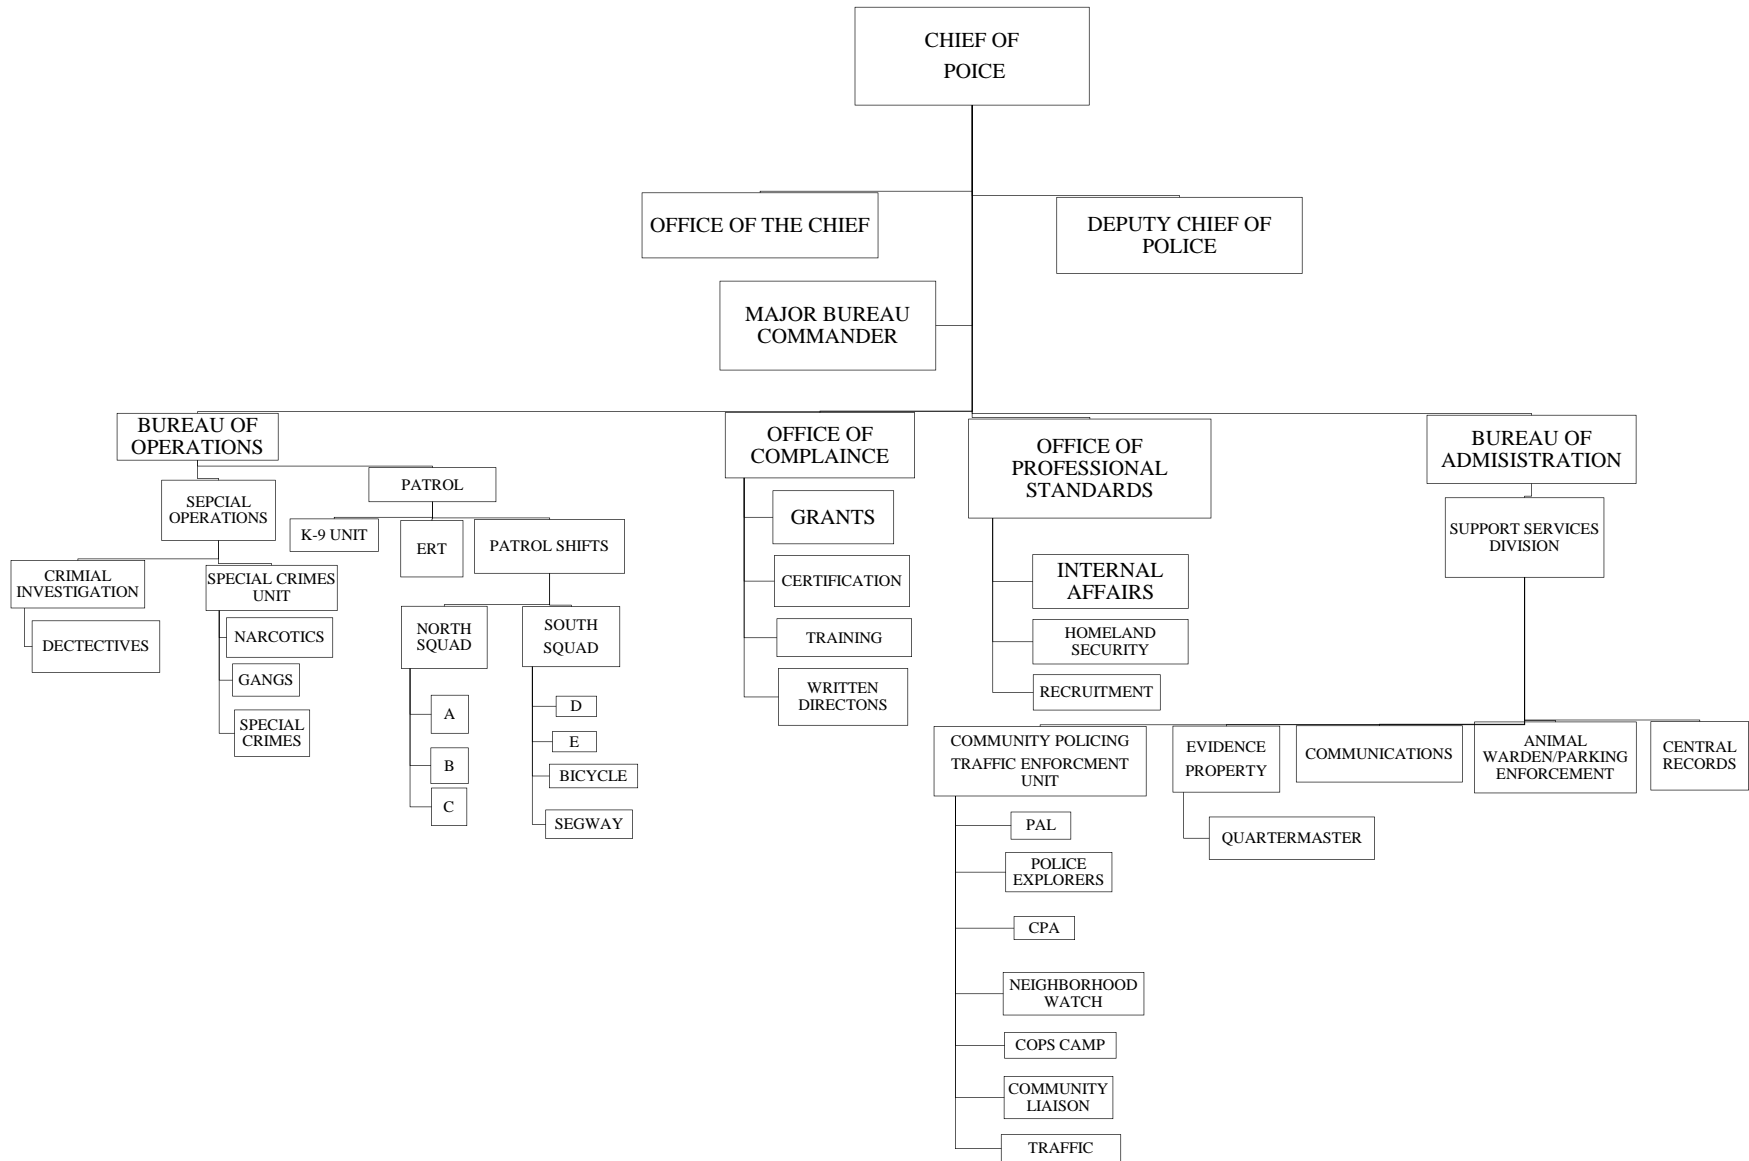 CHIEF OF
POICE
OFFICE OF THE CHIEF
DEPUTY CHIEF OF
POLICE
MAJOR BUREAU
COMMANDER
BUREAU OF
OPERATIONS
OFFICE OF
COMPLAINCE
OFFICE OF
PROFESSIONAL
STANDARDS
BUREAU OF
ADMISISTRATION
SEPCIAL
OPERATIONS
PATROL
K-9 UNIT
ERT
PATROL SHIFTS
CRIMIAL
INVESTIGATION
DECTECTIVES
SPECIAL CRIMES
UNIT
NARCOTICS
GANGS
SPECIAL
CRIMES
NORTH
SQUAD
A
B
C
SOUTH
SQUAD
D
E
BICYCLE
SEGWAY
GRANTS
CERTIFICATION
TRAINING
WRITTEN
DIRECTONS
INTERNAL
AFFAIRS
HOMELAND
SECURITY
RECRUITMENT
SUPPORT SERVICES
DIVISION
COMMUNITY POLICING
TRAFFIC ENFORCMENT
UNIT
EVIDENCE
PROPERTY
COMMUNICATIONS
ANIMAL
WARDEN/PARKING
ENFORCEMENT
CENTRAL
RECORDS
PAL
POLICE
EXPLORERS
CPA
NEIGHBORHOOD
WATCH
COPS CAMP
COMMUNITY
LIAISON
TRAFFIC
QUARTERMASTER